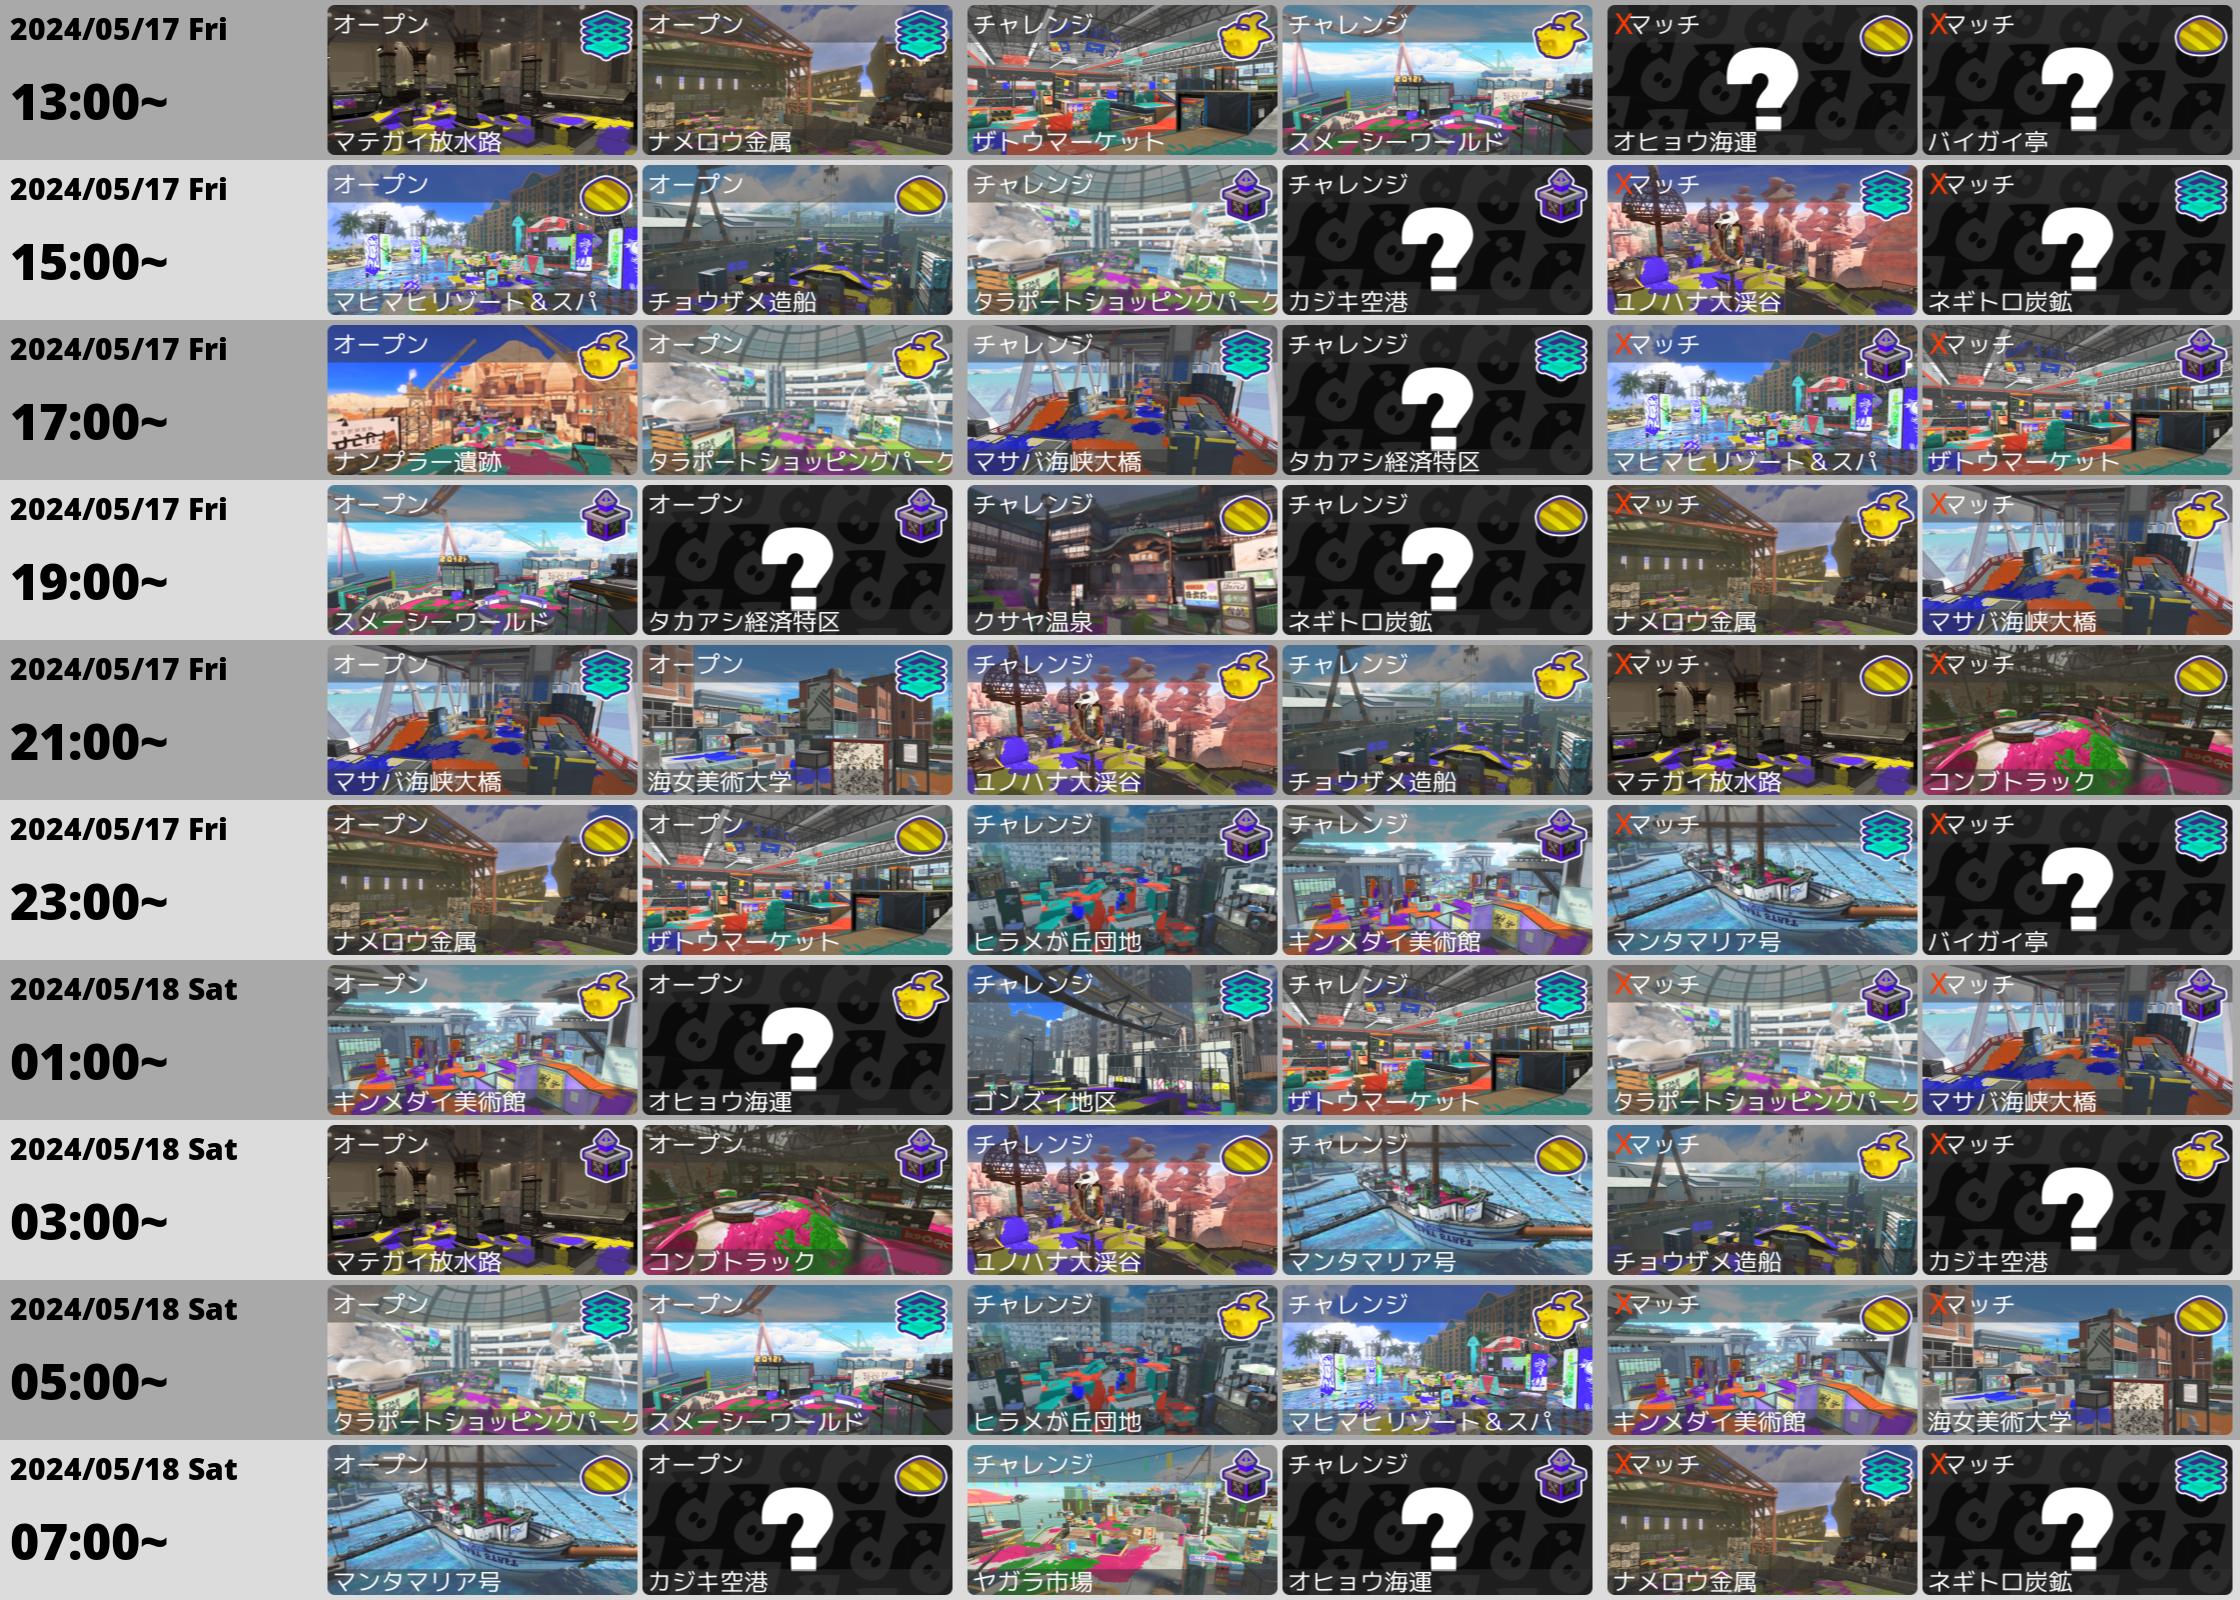 2024/05/17 Fri
13:00~
オープン
マテガイ放水路
オープン
ナメロウ金属
チャレンジ
ザトウマーケット
チャレンジ
スメーシーワールド
Xマッチ
オヒョウ海運
Xマッチ
バイガイ亭
2024/05/17 Fri
15:00~
オープン
マヒマヒリゾート＆スパ
オープン
チョウザメ造船
チャレンジ
タラポートショッピングパーク
チャレンジ
カジキ空港
Xマッチ
ユノハナ大渓谷
Xマッチ
ネギトロ炭鉱
2024/05/17 Fri
17:00~
オープン
ナンプラー遺跡
オープン
タラポートショッピングパーク
チャレンジ
マサバ海峡大橋
チャレンジ
タカアシ経済特区
Xマッチ
マヒマヒリゾート＆スパ
Xマッチ
ザトウマーケット
2024/05/17 Fri
19:00~
オープン
スメーシーワールド
オープン
タカアシ経済特区
チャレンジ
クサヤ温泉
チャレンジ
ネギトロ炭鉱
Xマッチ
ナメロウ金属
Xマッチ
マサバ海峡大橋
2024/05/17 Fri
21:00~
オープン
マサバ海峡大橋
オープン
海女美術大学
チャレンジ
ユノハナ大渓谷
チャレンジ
チョウザメ造船
Xマッチ
マテガイ放水路
Xマッチ
コンブトラック
2024/05/17 Fri
23:00~
オープン
ナメロウ金属
オープン
ザトウマーケット
チャレンジ
ヒラメが丘団地
チャレンジ
キンメダイ美術館
Xマッチ
マンタマリア号
Xマッチ
バイガイ亭
2024/05/18 Sat
01:00~
オープン
キンメダイ美術館
オープン
オヒョウ海運
チャレンジ
ゴンズイ地区
チャレンジ
ザトウマーケット
Xマッチ
タラポートショッピングパーク
Xマッチ
マサバ海峡大橋
2024/05/18 Sat
03:00~
オープン
マテガイ放水路
オープン
コンブトラック
チャレンジ
ユノハナ大渓谷
チャレンジ
マンタマリア号
Xマッチ
チョウザメ造船
Xマッチ
カジキ空港
2024/05/18 Sat
05:00~
オープン
タラポートショッピングパーク
オープン
スメーシーワールド
チャレンジ
ヒラメが丘団地
チャレンジ
マヒマヒリゾート＆スパ
Xマッチ
キンメダイ美術館
Xマッチ
海女美術大学
2024/05/18 Sat
07:00~
オープン
マンタマリア号
オープン
カジキ空港
チャレンジ
ヤガラ市場
チャレンジ
オヒョウ海運
Xマッチ
ナメロウ金属
Xマッチ
ネギトロ炭鉱